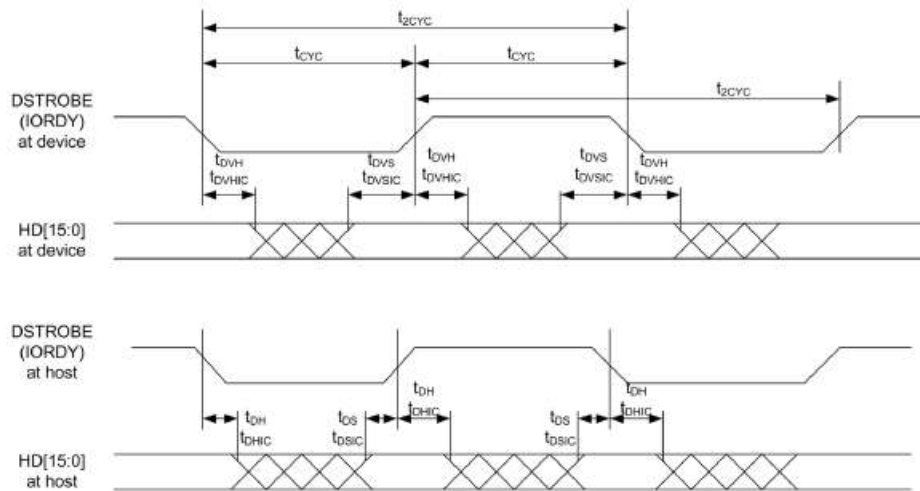 t2CYC
tCYC tCYC
t2CYC
DSTROBE
(IORDY)
at device
tDVH tDVS tDVH tDVS tDVH
tDVHIC tDVSIC tDVHIC tDVSIC tDVHIC
HD[15:0]
at device
DSTROBE
(IORDY)
at host
tDH tDS tDH tDS tDH
tDHIC tDSIC tDHIC tDSIC tDHIC
HD[15:0]
at host